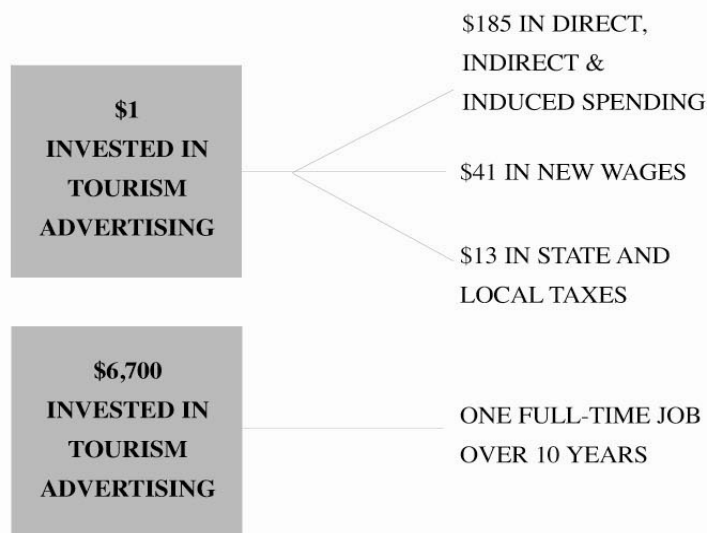 $1
INVESTED IN
TOURISM
ADVERTISING
$185 IN DIRECT,
INDIRECT &
INDUCED SPENDING
$41 IN NEW WAGES
$13 IN STATE AND
LOCAL TAXES
$6,700
INVESTED IN
TOURISM
ADVERTISING
ONE FULL-TIME JOB
OVER 10 YEARS